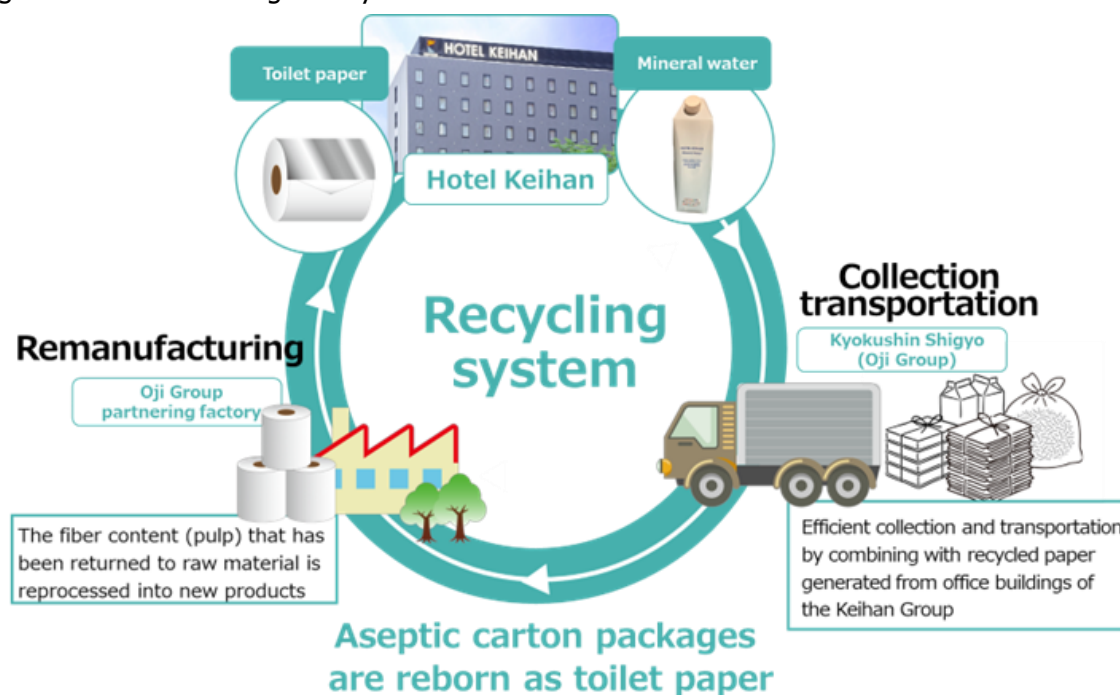 Toilet paper
HOTEL KEIHAN
Mineral water
Hotel Keihan
Recycling
system
Collection
transportation
Kyokushin Shigyo
(Oji Group)
Remanufacturing
Oji Group
partnering factory
The fiber content (pulp) that has
been returned to raw material is
reprocessed into new products
Efficient collection and transportation
by combining with recycled paper
generated from office buildings of
the Keihan Group
Aseptic carton packages
are reborn as toilet paper